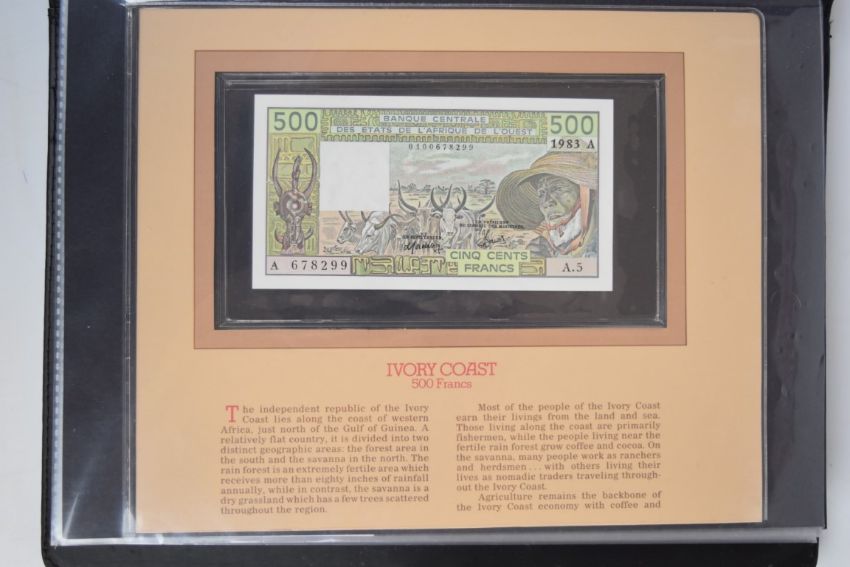 500
BANQUE CENTRALE
DES ETATS DE L'AFRIQUE DE L'OUEST
500
0100678299
1983 A
A 678299
CINQ CENTS
FRANCS
A.5
IVORY COAST
500 Francs
The independent republic of the Ivory
Coast lies along the coast of western
Africa, just north of the Gulf of Guinea. A
relatively flat country, it is divided into two
distinct geographic areas: the forest area in
the south and the savanna in the north. The
rain forest is an extremely fertile area which
receives more than eighty inches of rainfall
annually, while in contrast, the savanna is a
dry grassland which has a few trees scattered
throughout the region.
Most of the people of the Ivory Coast
earn their livings from the land and sea.
Those living along the coast are primarily
fishermen, while the people living near the
fertile rain forest grow coffee and cocoa. On
the savanna, many people work as ranchers
and herdsmen...with others living their
lives as nomadic traders traveling through-
out the Ivory Coast.
Agriculture remains the backbone of
the Ivory Coast economy with coffee and